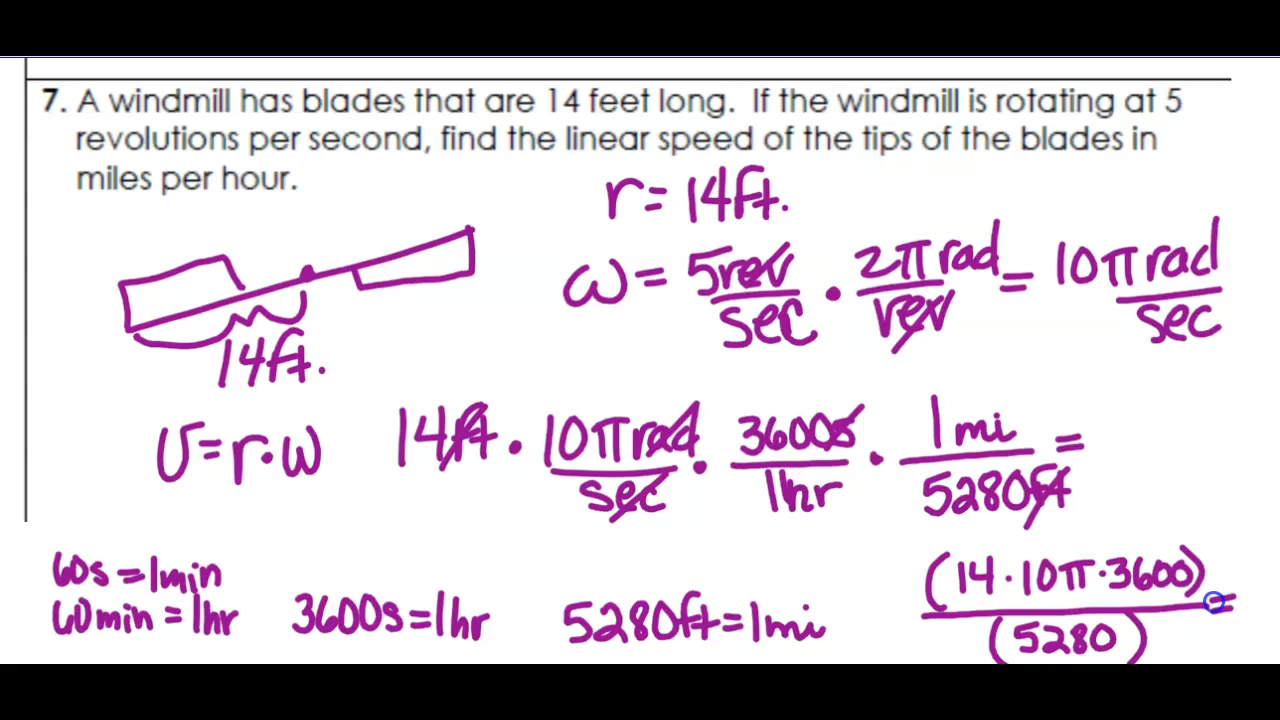 7. A windmill has blades that are 14 feet long. If the windmill is rotating at 5
revolutions per second, find the linear speed of the tips of the blades in
miles per hour.
r = 14ft.
ω = 5rev/sec · 2π rad/rev = 10π rad/sec
14ft.
v = r·ω
14ft · 10π rad/sec · 3600s/1hr · 1mi/5280ft =
60s = 1min
60min = 1hr
3600s = 1hr
5280ft = 1mi
(14·10π·3600)/(5280) =